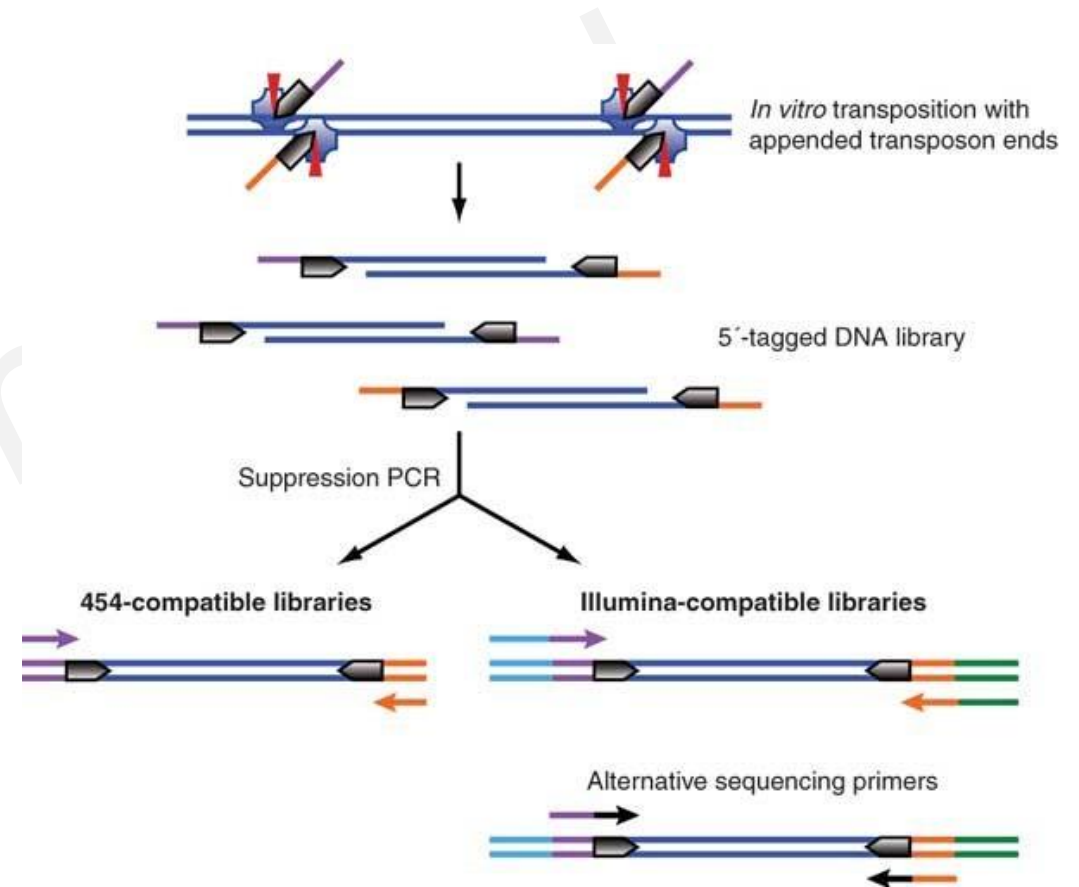 In vitro transposition with
appended transposon ends
5´-tagged DNA library
Suppression PCR
454-compatible libraries
Illumina-compatible libraries
Alternative sequencing primers